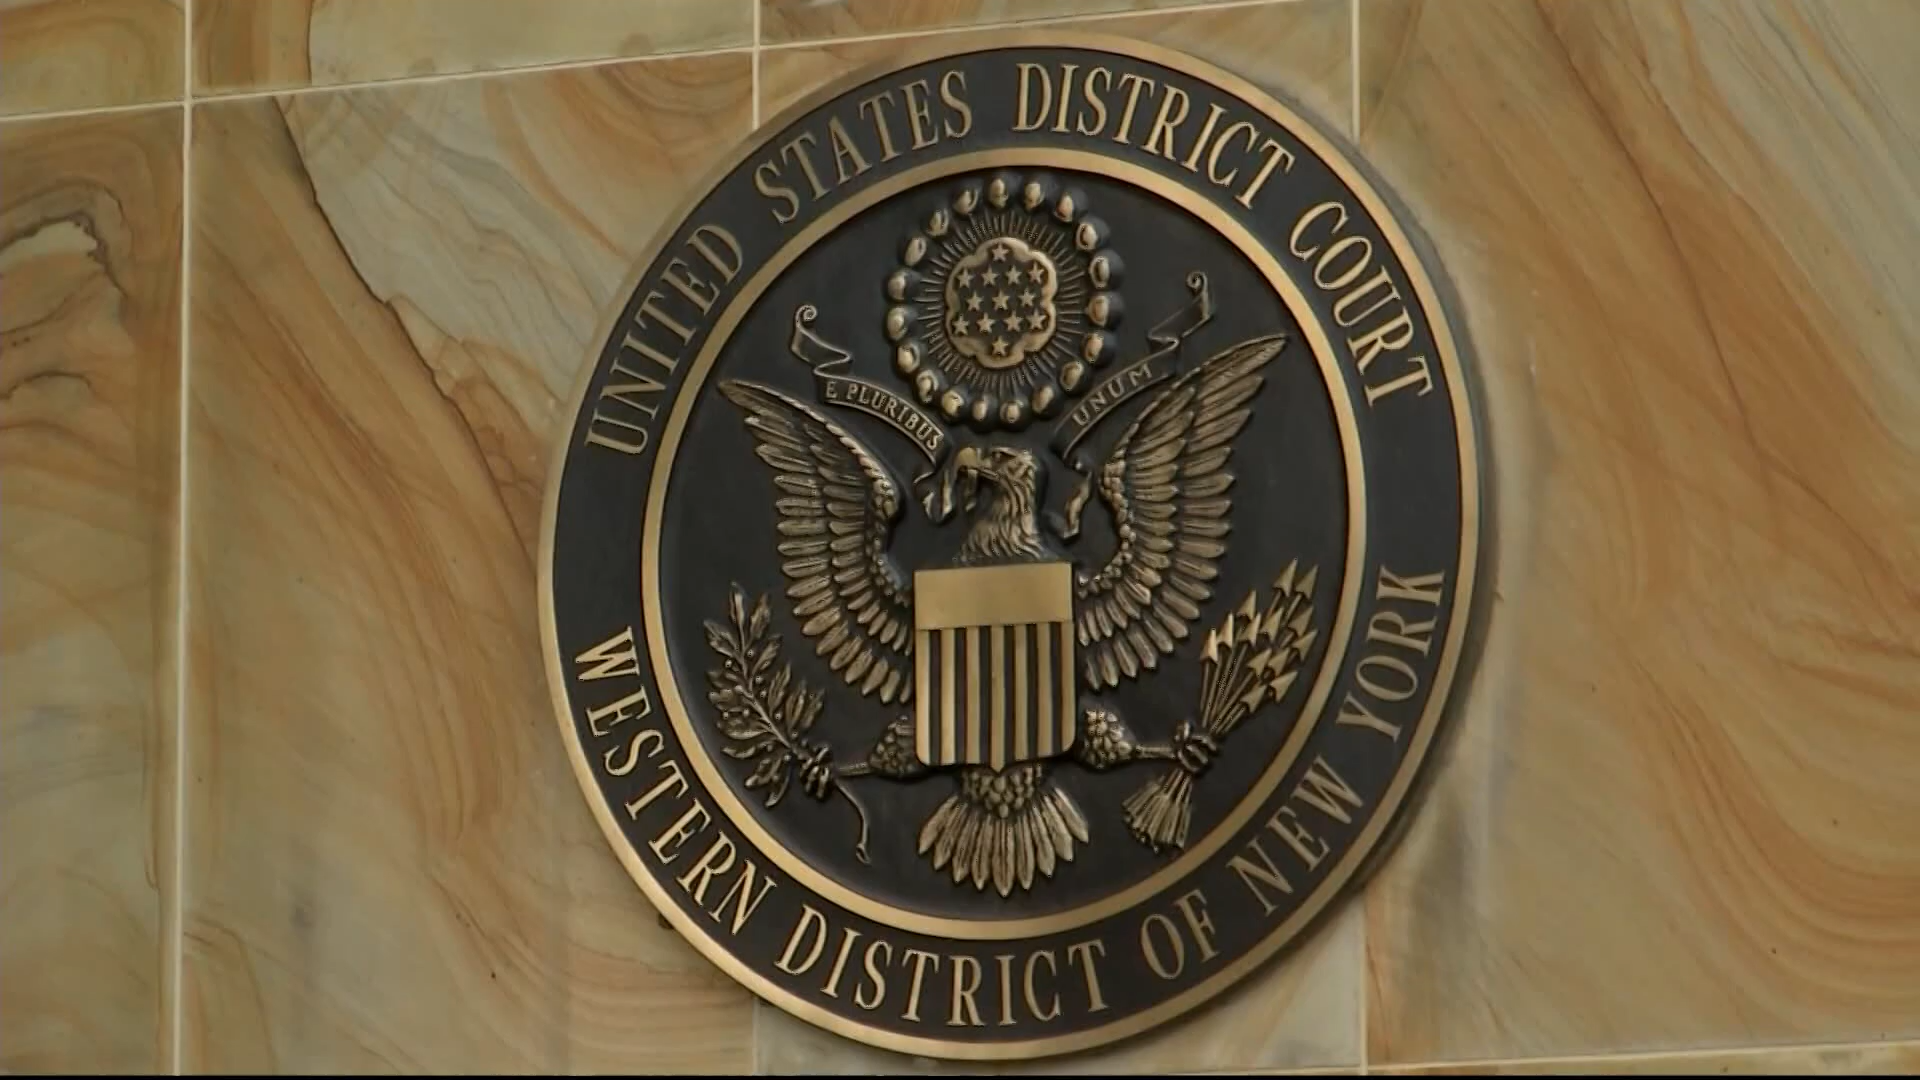 UNITED STATES DISTRICT COURT
E PLURIBUS UNUM
WESTERN DISTRICT OF NEW YORK